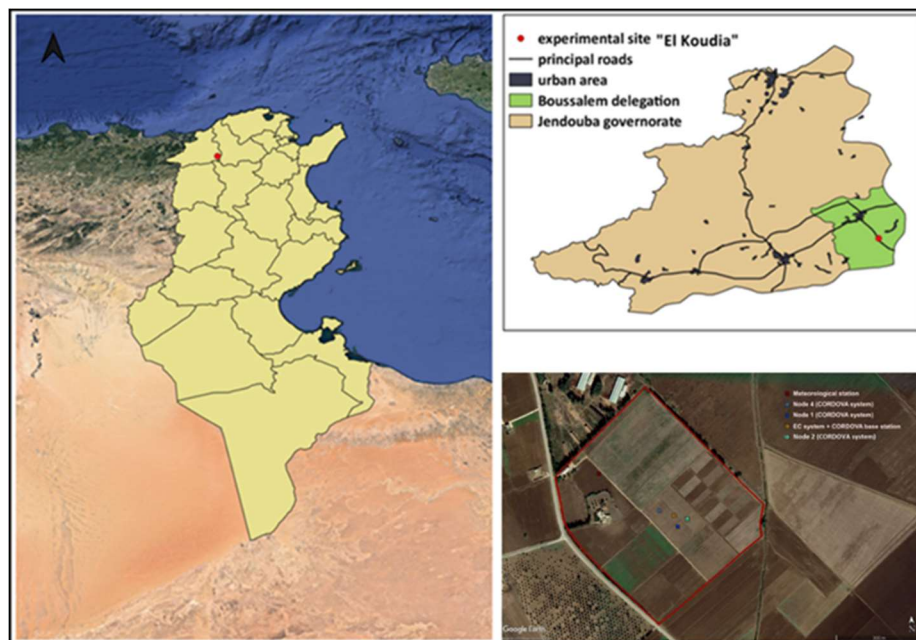 experimental site "El Koudia"
principal roads
urban area
Boussalem delegation
Jendouba governorate
Meteorological station
Node 4 (CORDOVA system)
Node 1 (CORDOVA system)
EC system + CORDOVA base station
Node 2 (CORDOVA system)
Google Earth